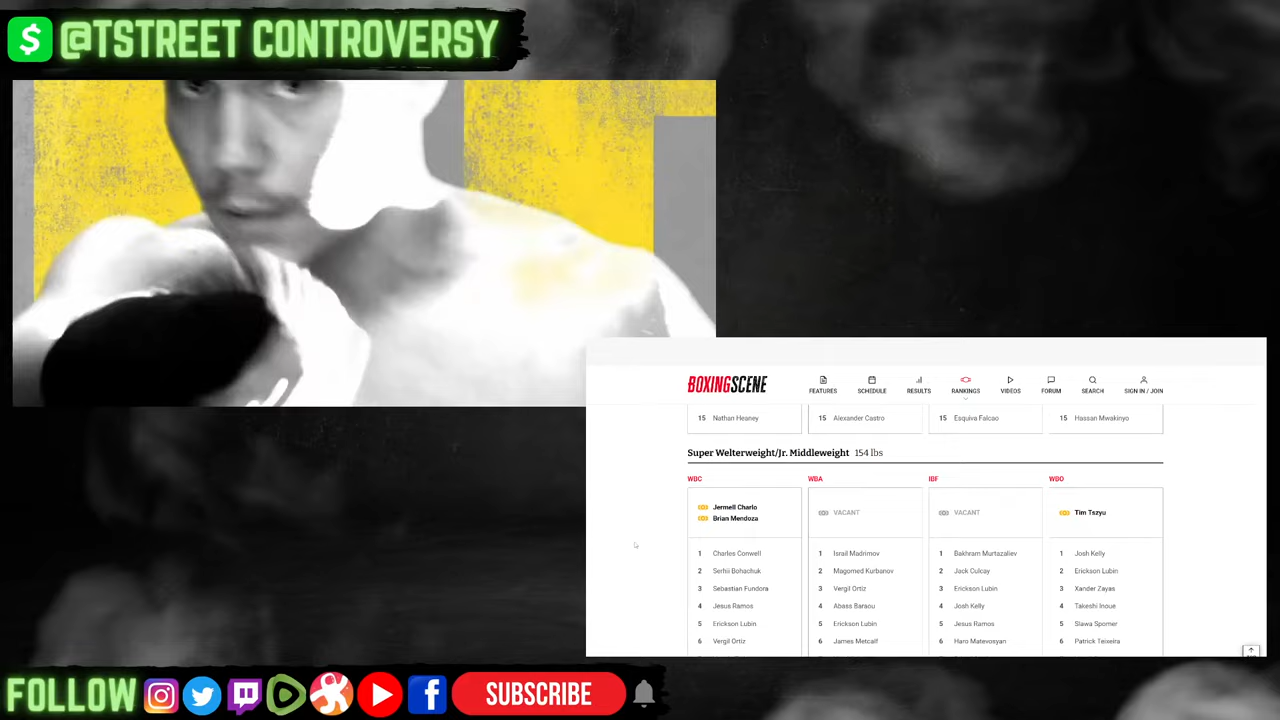 $ @TSTREET CONTROVERSY
BOXINGSCENE
FEATURES SCHEDULE RESULTS RANKINGS VIDEOS FORUM SEARCH SIGN IN / JOIN
15 Nathan Heaney 15 Alexander Castro 15 Esquiva Falcao 15 Hassan Mwakinyo
Super Welterweight/Jr. Middleweight 154 lbs
WBC WBA IBF WBO
Jermell Charlo
Brian Mendoza
VACANT VACANT Tim Tszyu
1 Charles Conwell 1 Israil Madrimov 1 Bakhram Murtazaliev 1 Josh Kelly
2 Serhii Bohachuk 2 Magomed Kurbanov 2 Jack Culcay 2 Erickson Lubin
3 Sebastian Fundora 3 Vergil Ortiz 3 Erickson Lubin 3 Xander Zayas
4 Jesus Ramos 4 Abass Baraou 4 Josh Kelly 4 Takeshi Inoue
5 Erickson Lubin 5 Erickson Lubin 5 Jesus Ramos 5 Slawa Spomer
6 Vergil Ortiz 6 James Metcalf 6 Haro Matevosyan 6 Patrick Teixeira
FOLLOW SUBSCRIBE